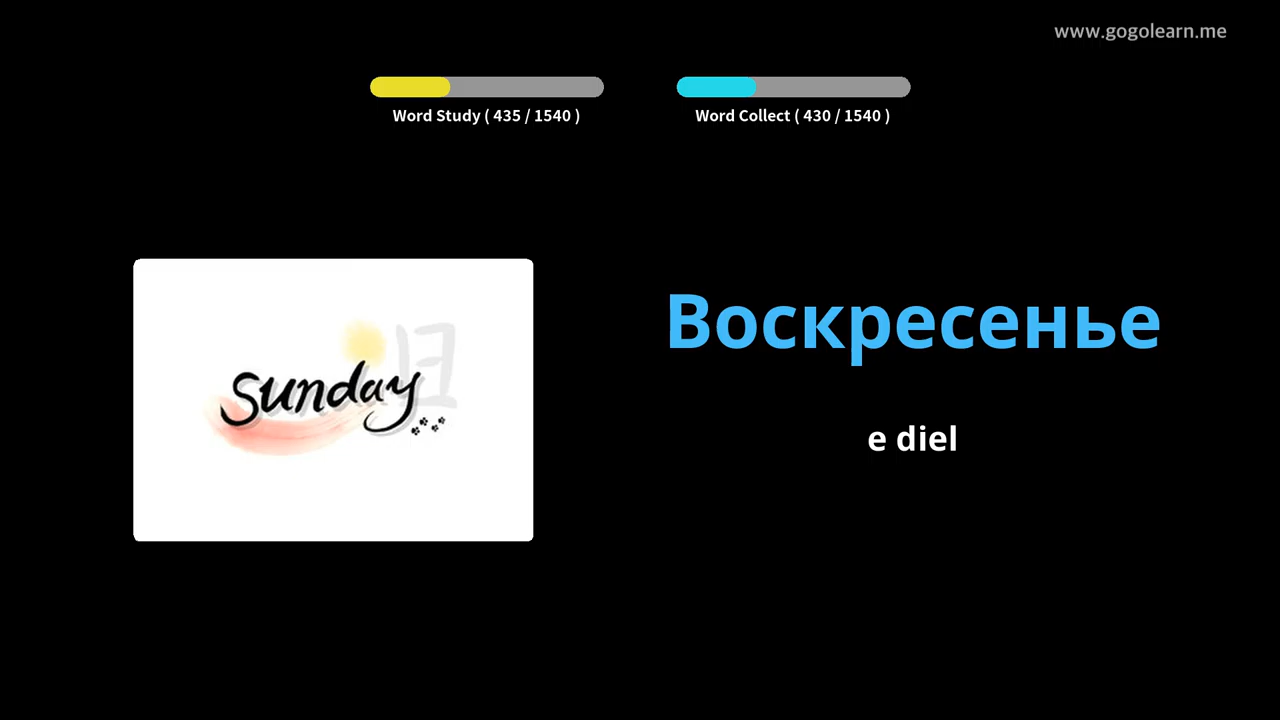 www.gogolearn.me
Word Study ( 435 / 1540 )
Word Collect ( 430 / 1540 )
Sunday
Воскресенье
e diel